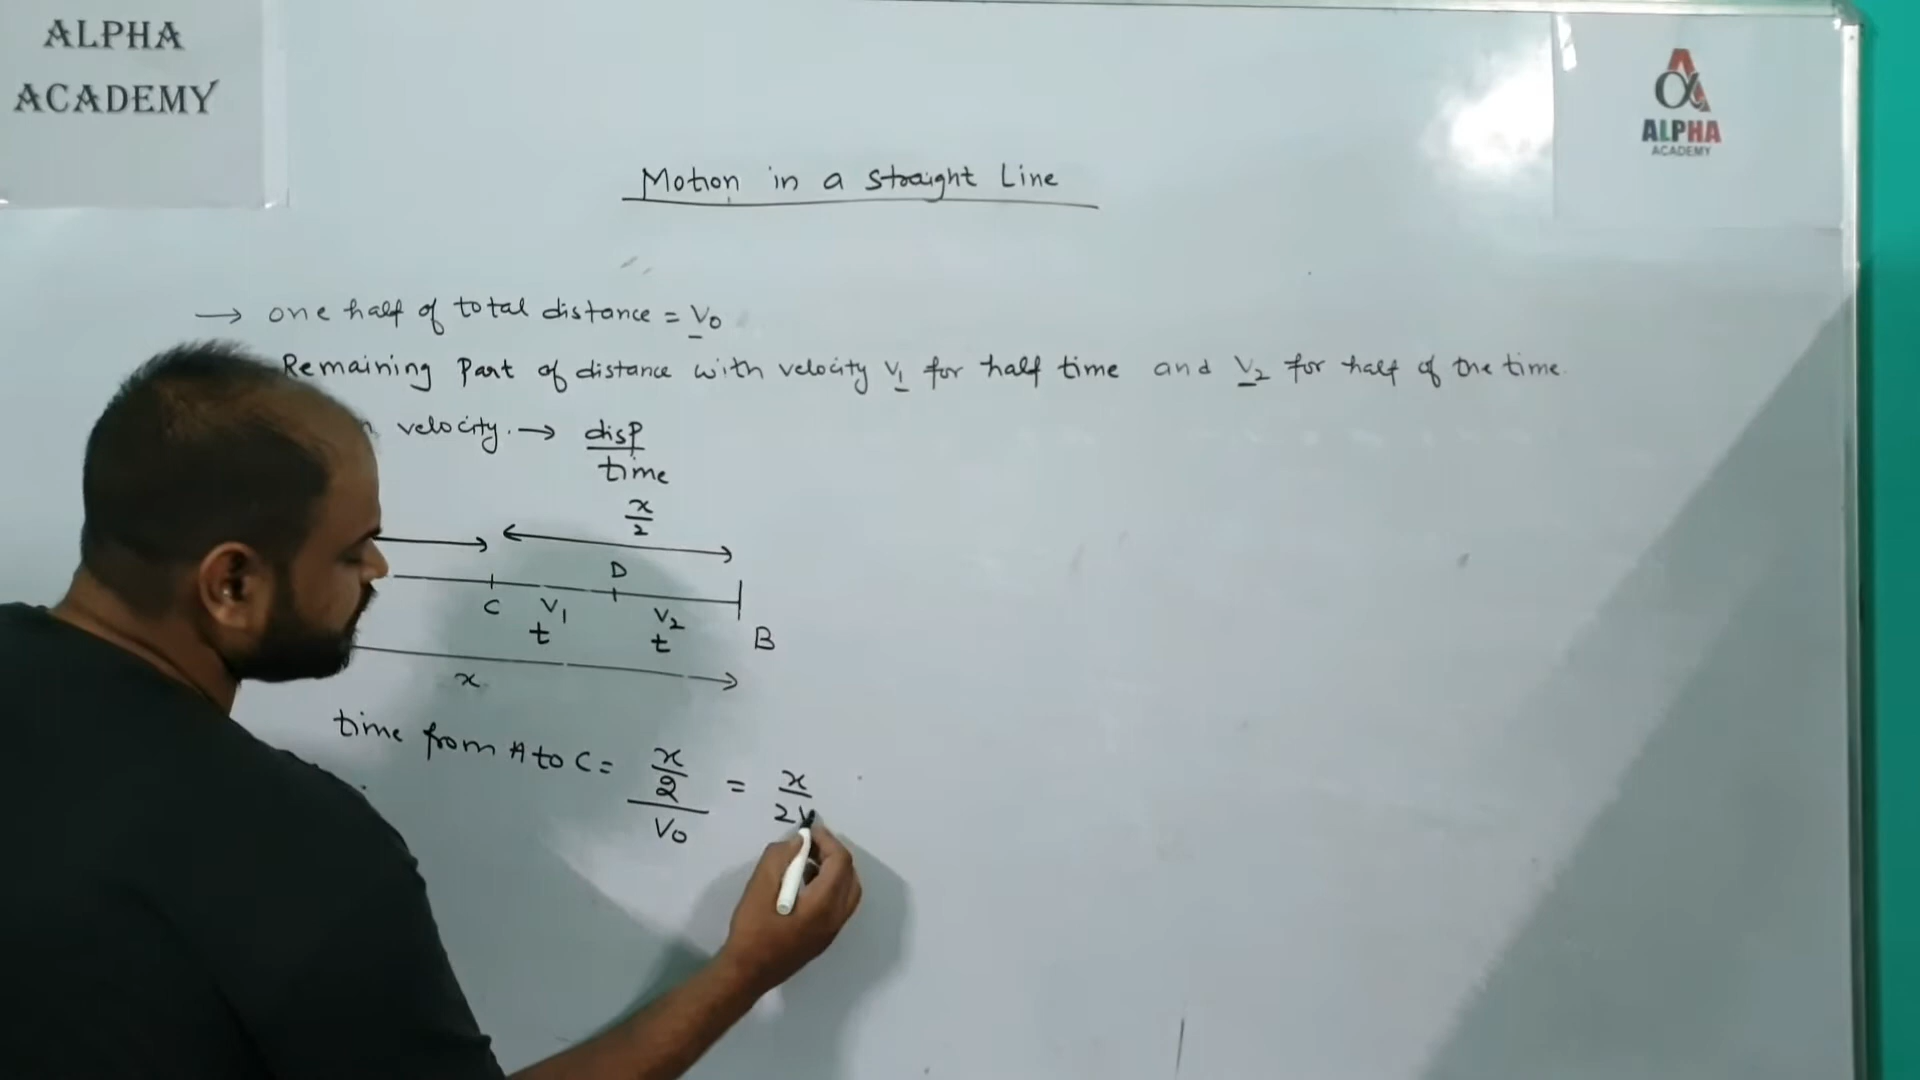 ALPHA
ACADEMY
ALPHA
ACADEMY
Motion in a straight Line
→ one half of total distance = V₀
Remaining Part of distance with velocity V₁ for half time and V₂ for half of the time.
velocity. → disp/time
x/2
D
C V₁ V₂
t t B
x
time from A to C = (x/2)/V₀ = x/2V